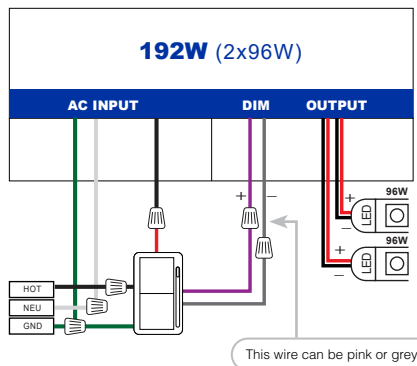 192W (2x96W)
AC INPUT DIM OUTPUT
+ −
96W
+
LED
−
96W
+
LED
−
HOT
NEU
GND
This wire can be pink or grey